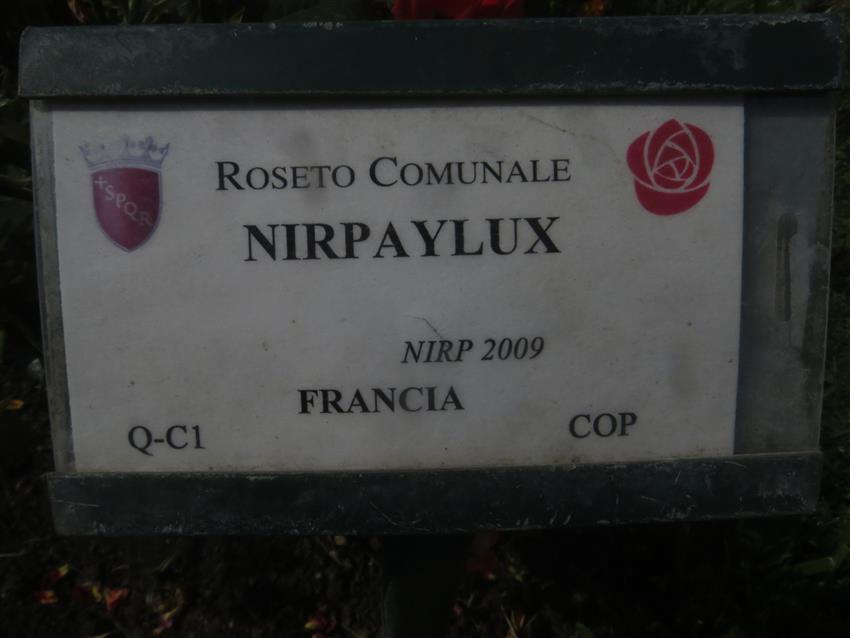 ROSETO COMUNALE
+SPQR
NIRPAYLUX
NIRP 2009
FRANCIA
Q-C1
COP